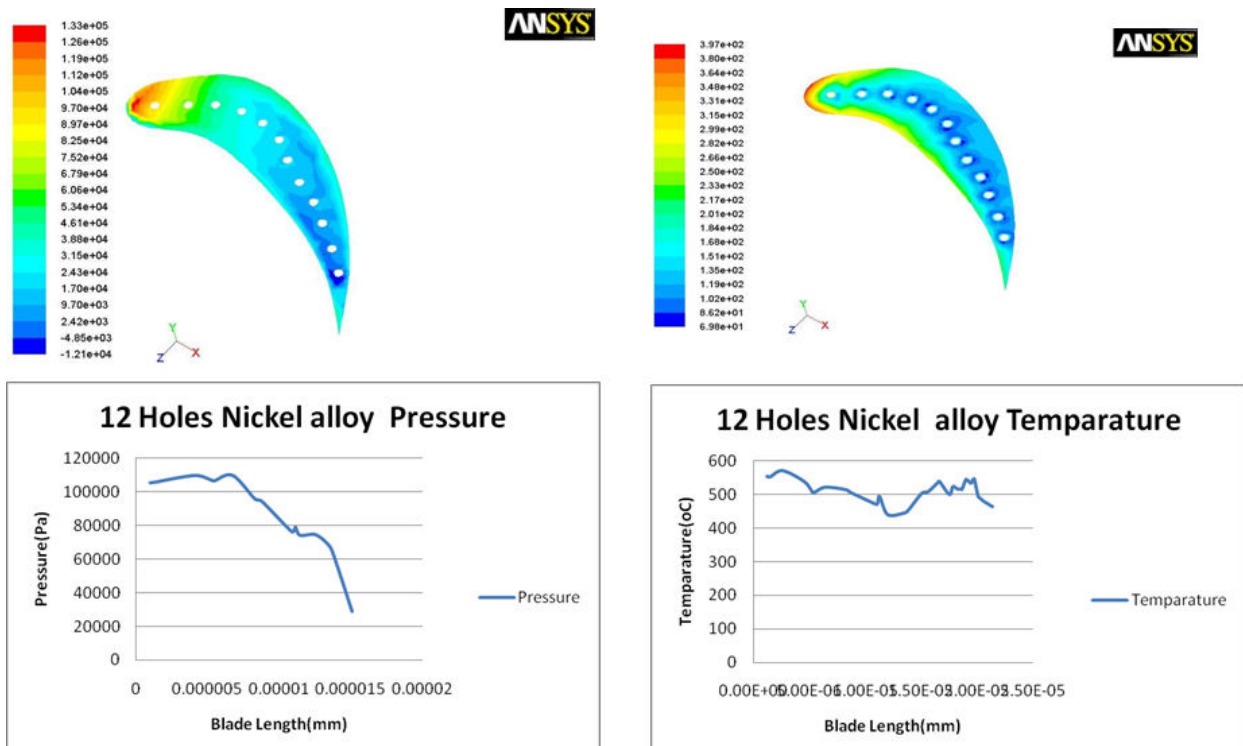 1.33e+05
1.26e+05
1.19e+05
1.12e+05
1.04e+05
9.70e+04
8.97e+04
8.25e+04
7.52e+04
6.79e+04
6.06e+04
5.34e+04
4.61e+04
3.88e+04
3.15e+04
2.43e+04
1.70e+04
9.70e+03
2.42e+03
-4.85e+03
-1.21e+04
ANSYS
Y
Z
X
3.97e+02
3.80e+02
3.64e+02
3.48e+02
3.31e+02
3.15e+02
2.99e+02
2.82e+02
2.66e+02
2.50e+02
2.33e+02
2.17e+02
2.01e+02
1.84e+02
1.68e+02
1.51e+02
1.35e+02
1.19e+02
1.02e+02
8.62e+01
6.98e+01
ANSYS
Y
Z
X
12 Holes Nickel alloy Pressure
Pressure(Pa)
120000
100000
80000
60000
40000
20000
0
0 0.000005 0.00001 0.000015 0.00002
Blade Length(mm)
Pressure
12 Holes Nickel alloy Temparature
Temparature(oC)
600
500
400
300
200
100
0
Blade Length(mm)
Temparature